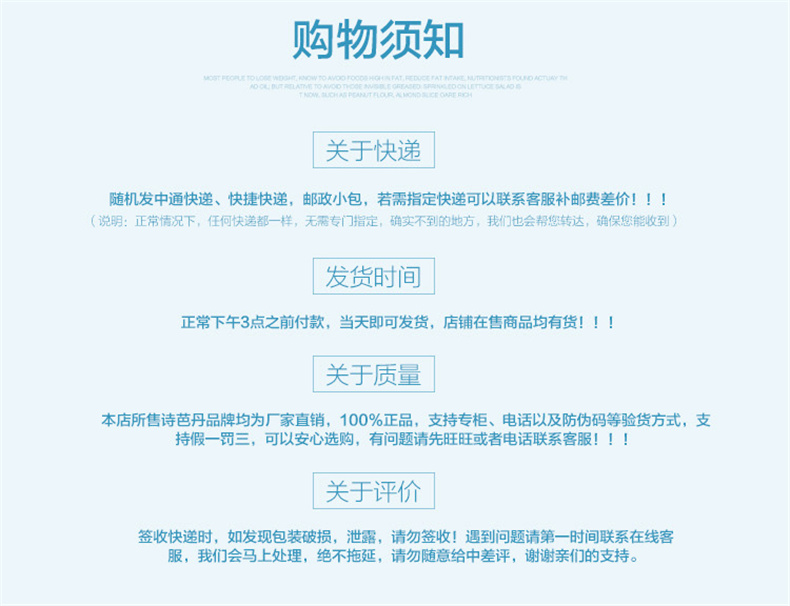 购物须知
MOST PEOPLE TO LOSE WEIGHT, KNOW TO AVOID FOODS HIGH IN FAT, REDUCE FAT INTAKE, NUTRITIONISTS FOUND ACTUAY TH
AD OIL, BUT RELATIVE TO AVOID THOSE INVISIBLE GREASED. SPRINKLED ON LETTUCE SALAD IS
T NOW, SUCH AS PEANUT FLOUR, ALMOND SLICE DARE RICH
关于快递
随机发中通快递、快捷快递，邮政小包，若需指定快递可以联系客服补邮费差价！！！
（说明：正常情况下，任何快递都一样，无需专门指定，确实不到的地方，我们也会帮您转达，确保您能收到）
发货时间
正常下午3点之前付款，当天即可发货，店铺在售商品均有货！！！
关于质量
本店所售诗芭丹品牌均为厂家直销，100%正品，支持专柜、电话以及防伪码等验货方式，支
持假一罚三，可以安心选购，有问题请先旺旺或者电话联系客服！！！
关于评价
签收快递时，如发现包装破损，泄露，请勿签收！遇到问题请第一时间联系在线客
服，我们会马上处理，绝不拖延，请勿随意给中差评，谢谢亲们的支持。